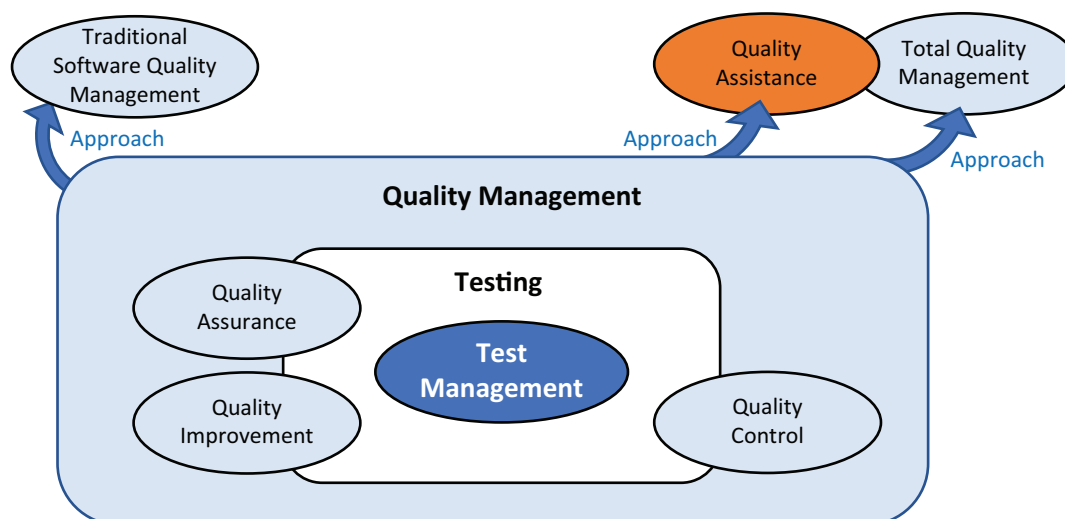 Traditional
Software Quality
Management
Quality
Assistance
Total Quality
Management
Approach
Approach
Approach
Quality Management
Testing
Quality
Assurance
Test
Management
Quality
Improvement
Quality
Control